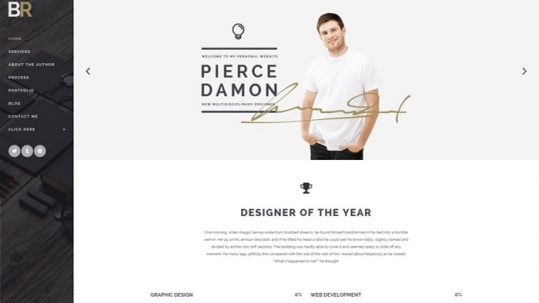 BR
HOME
SERVICES
ABOUT THE AUTHOR
PROCESS
PORTFOLIO
BLOG
CONTACT ME
CLICK HERE +
WELCOME TO MY PERSONAL WEBSITE
PIERCE
DAMON
NEW MULTIDISCIPLINARY DESIGNER
DESIGNER OF THE YEAR
One morning, when Gregor Samsa woke from troubled dreams, he found himself transformed in his bed into a horrible
vermin. He lay on his armour-like back, and if he lifted his head a little he could see his brown belly, slightly domed and
divided by arches into stiff sections. The bedding was hardly able to cover it and seemed ready to slide off any
moment. His many legs, pitifully thin compared with the size of the rest of him, waved about helplessly as he looked.
"What's happened to me?" he thought.
GRAPHIC DESIGN 0% WEB DEVELOPMENT 0%